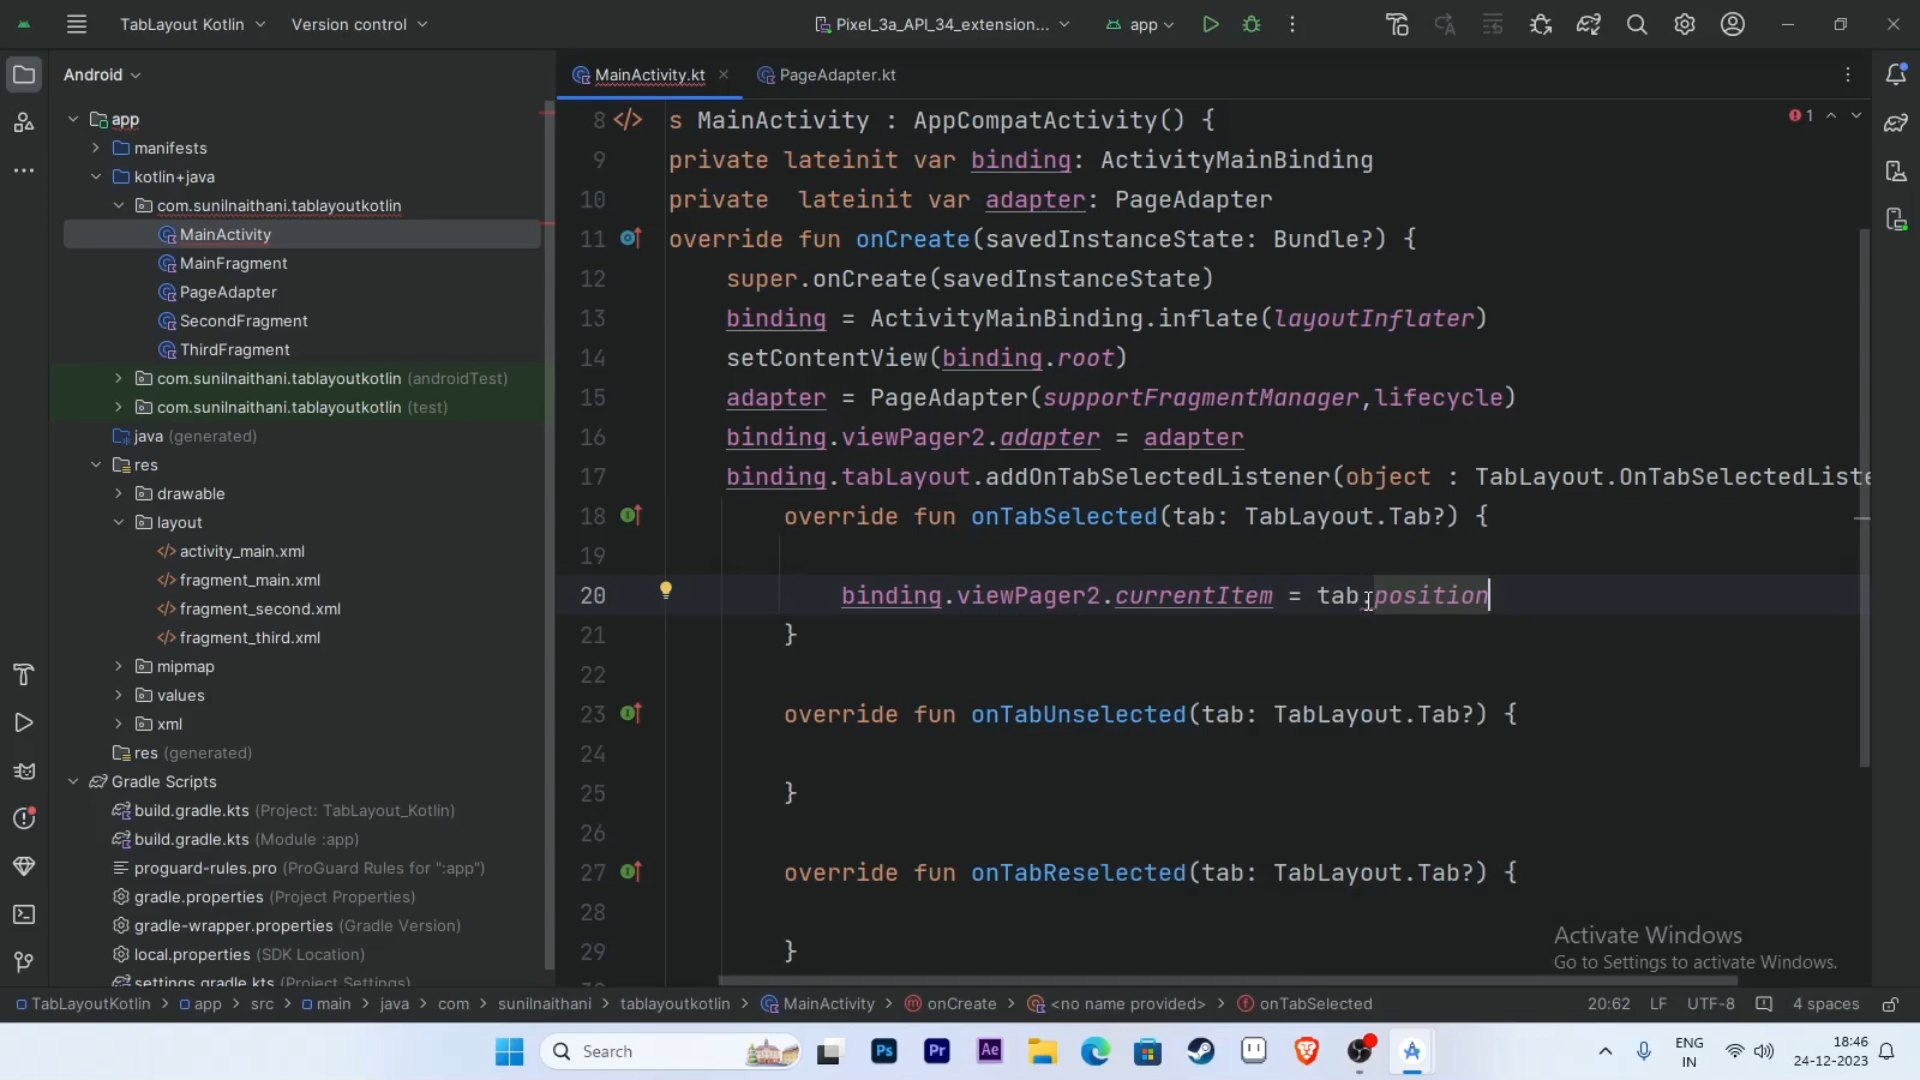 TabLayout Kotlin
Version control
Pixel_3a_API_34_extension...
app
Android
MainActivity.kt
PageAdapter.kt
app
manifests
kotlin+java
com.sunilnaithani.tablayoutkotlin
MainActivity
MainFragment
PageAdapter
SecondFragment
ThirdFragment
com.sunilnaithani.tablayoutkotlin (androidTest)
com.sunilnaithani.tablayoutkotlin (test)
java (generated)
res
drawable
layout
activity_main.xml
fragment_main.xml
fragment_second.xml
fragment_third.xml
mipmap
values
xml
res (generated)
Gradle Scripts
build.gradle.kts (Project: TabLayout_Kotlin)
build.gradle.kts (Module :app)
proguard-rules.pro (ProGuard Rules for ":app")
gradle.properties (Project Properties)
gradle-wrapper.properties (Gradle Version)
local.properties (SDK Location)
settings.gradle.kts (Project Settings)
1
8 s MainActivity : AppCompatActivity() {
9 private lateinit var binding: ActivityMainBinding
10 private  lateinit var adapter: PageAdapter
11 override fun onCreate(savedInstanceState: Bundle?) {
12 super.onCreate(savedInstanceState)
13 binding = ActivityMainBinding.inflate(layoutInflater)
14 setContentView(binding.root)
15 adapter = PageAdapter(supportFragmentManager,lifecycle)
16 binding.viewPager2.adapter = adapter
17 binding.tabLayout.addOnTabSelectedListener(object : TabLayout.OnTabSelectedListe
18 override fun onTabSelected(tab: TabLayout.Tab?) {
19
20 binding.viewPager2.currentItem = tab.position
21 }
22
23 override fun onTabUnselected(tab: TabLayout.Tab?) {
24
25 }
26
27 override fun onTabReselected(tab: TabLayout.Tab?) {
28
29 }
Activate Windows
Go to Settings to activate Windows.
TabLayoutKotlin > app > src > main > java > com > sunilnaithani > tablayoutkotlin > MainActivity > onCreate > <no name provided> > onTabSelected
20:62 LF UTF-8 4 spaces
Search
Ps
Pr
Ae
ENG
IN
18:46
24-12-2023